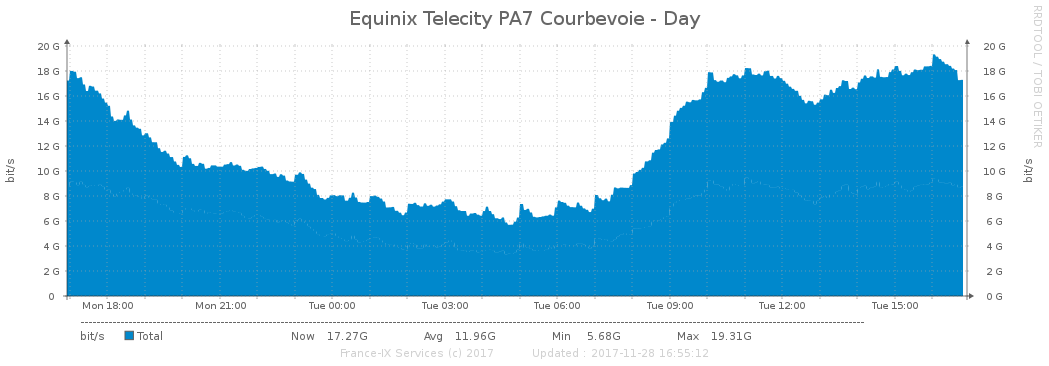 Equinix Telecity PA7 Courbevoie - Day
RRDTOOL / TOBI OETIKER
bit/s
bit/s
20 G 20 G
18 G 18 G
16 G 16 G
14 G 14 G
12 G 12 G
10 G 10 G
8 G 8 G
6 G 6 G
4 G 4 G
2 G 2 G
0 0 G
Mon 18:00 Mon 21:00 Tue 00:00 Tue 03:00 Tue 06:00 Tue 09:00 Tue 12:00 Tue 15:00
bit/s Total Now 17.27G Avg 11.96G Min 5.68G Max 19.31G
France-IX Services (c) 2017 Updated : 2017-11-28 16:55:12